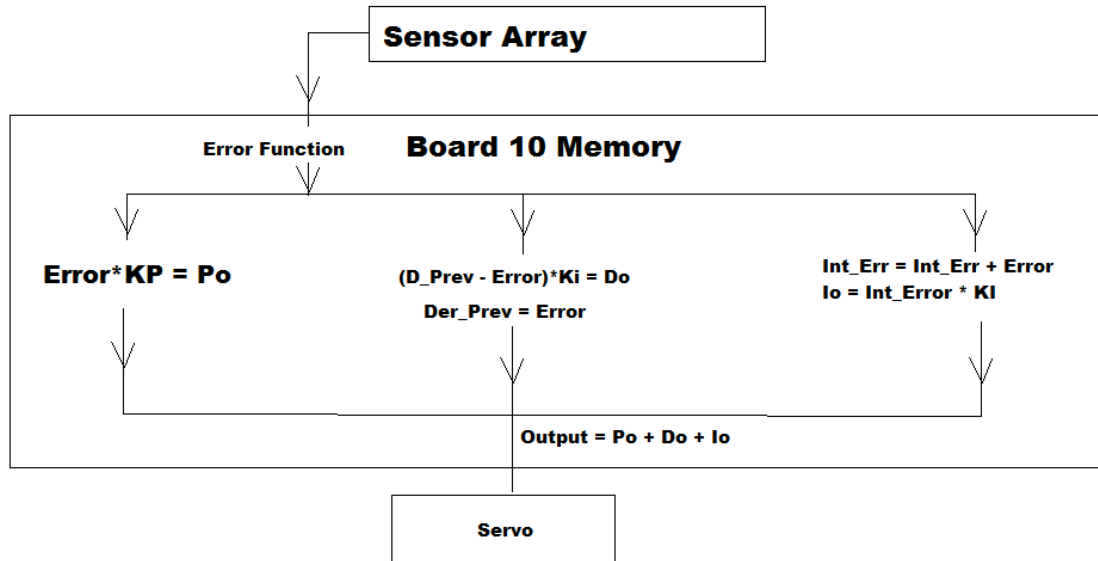 Sensor Array
Error Function
Board 10 Memory
Error*KP = Po
(D_Prev - Error)*Ki = Do
Der_Prev = Error
Int_Err = Int_Err + Error
Io = Int_Error * KI
Output = Po + Do + Io
Servo